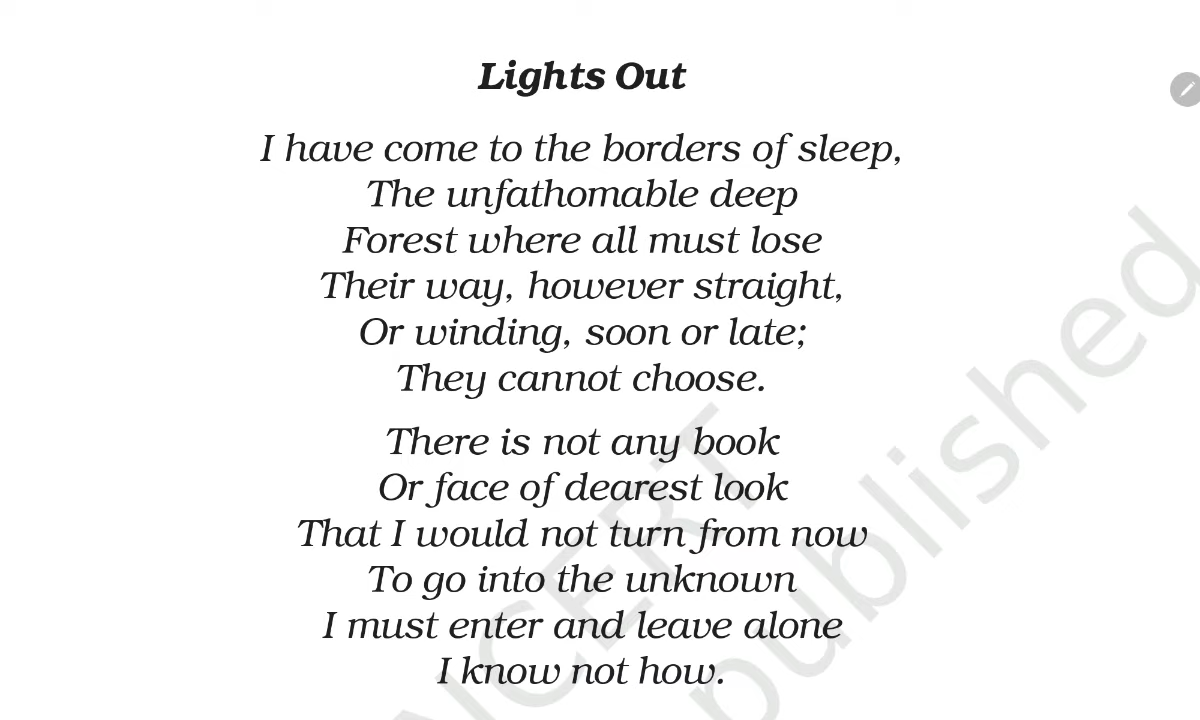 Lights Out
I have come to the borders of sleep,
The unfathomable deep
Forest where all must lose
Their way, however straight,
Or winding, soon or late;
They cannot choose.
There is not any book
Or face of dearest look
That I would not turn from now
To go into the unknown
I must enter and leave alone
I know not how.
NCERT
published